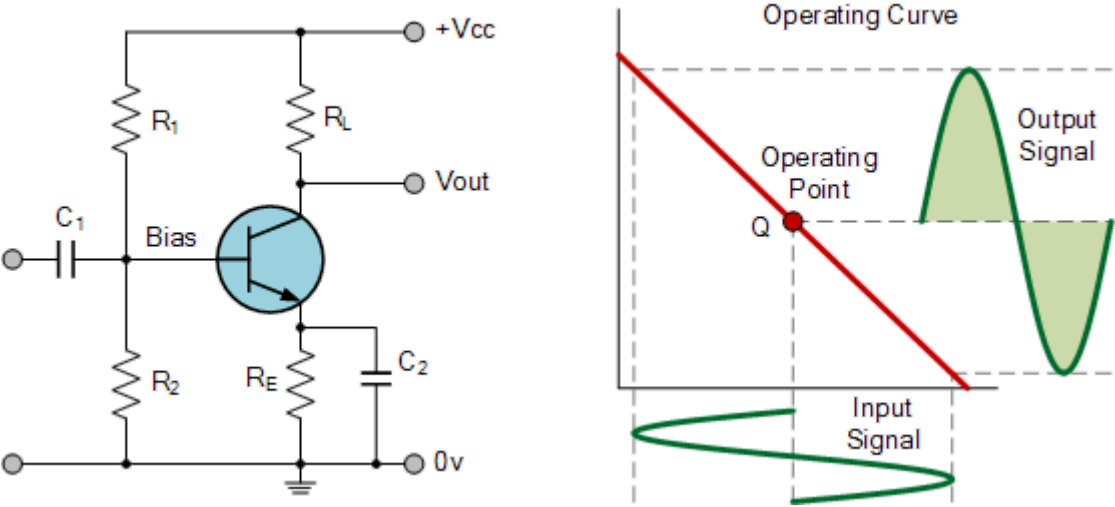 +Vcc
R1
RL
Vout
C1
Bias
R2
RE
C2
0v
Operating Curve
Output
Signal
Operating
Point
Q
Input
Signal